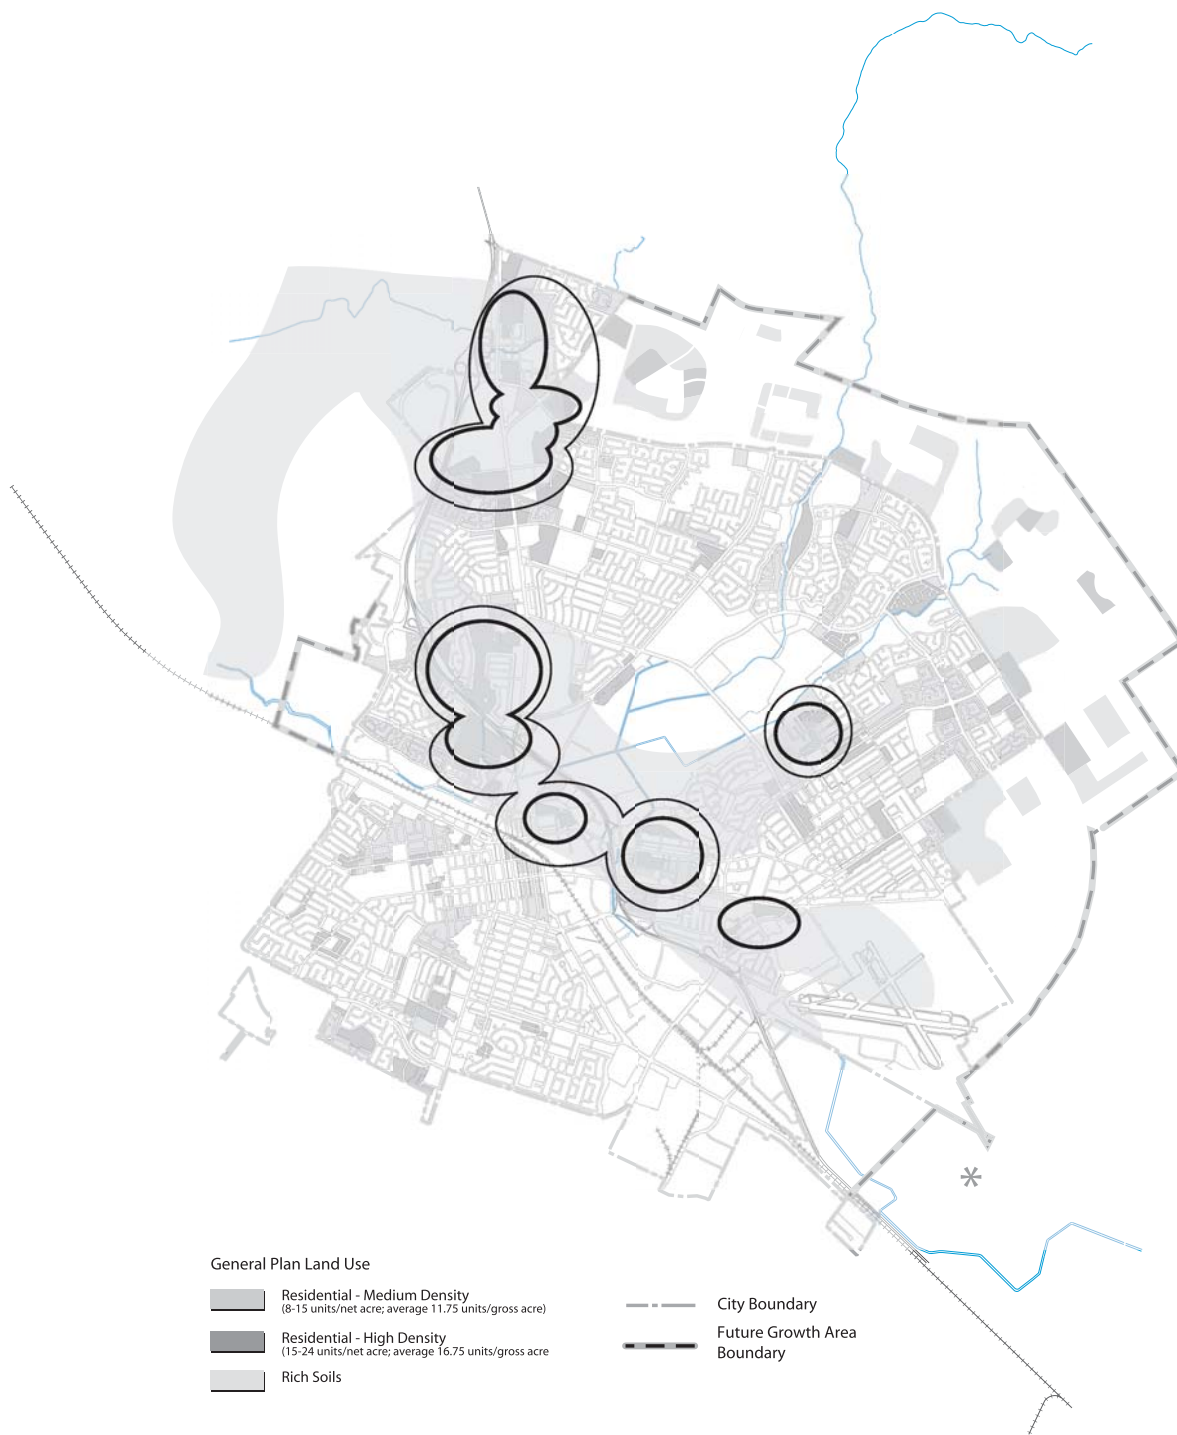 General Plan Land Use
Residential - Medium Density
(8-15 units/net acre; average 11.75 units/gross acre)
Residential - High Density
(15-24 units/net acre; average 16.75 units/gross acre
Rich Soils
City Boundary
Future Growth Area
Boundary
*